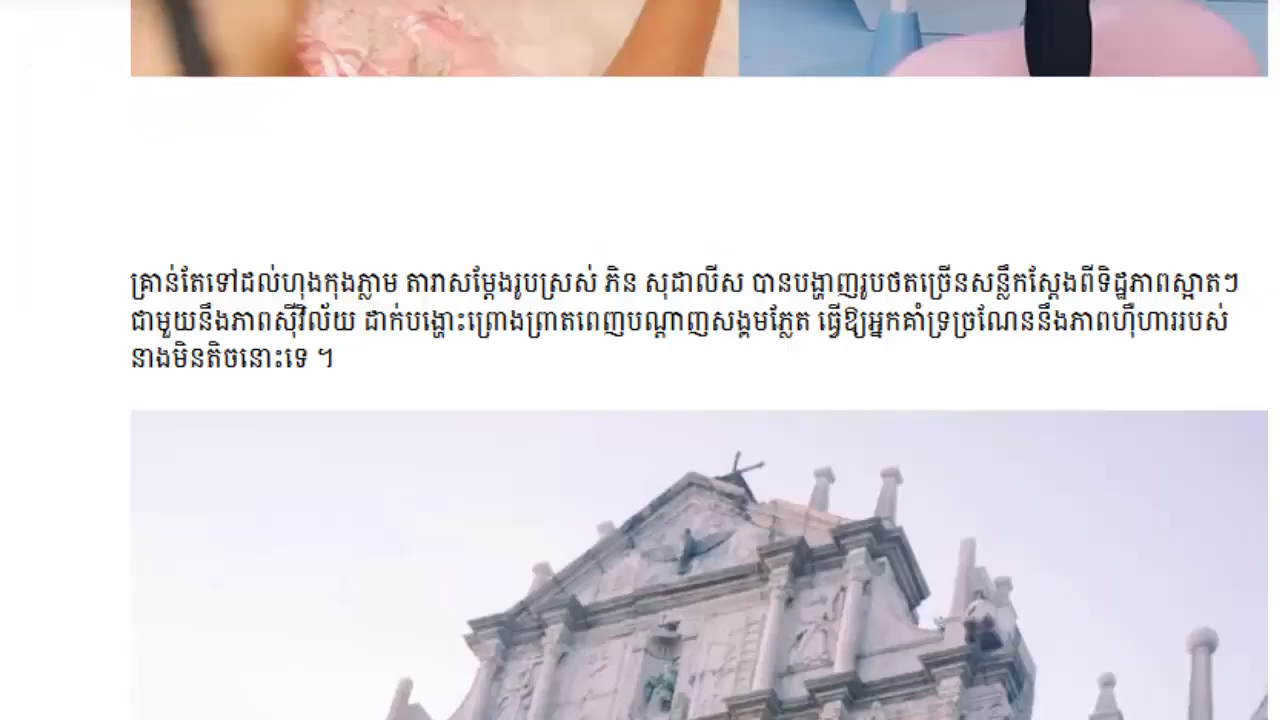 គ្រាន់តែទៅដល់ហុងកុងភ្លាម តារាសម្ដែងរូបស្រស់ ភិន សុដាលីស បានបង្ហាញរូបថតច្រើនសន្លឹកស្ដែងពីទិដ្ឋភាពស្អាតៗ
ជាមួយនឹងភាពស៊ីវិល័យ ដាក់បង្ហោះព្រោងព្រាតពេញបណ្ដាញសង្គមភ្លែត ធ្វើឱ្យអ្នកគាំទ្រច្រណែននឹងភាពហ៊ឺហាររបស់
នាងមិនតិចនោះទេ ។